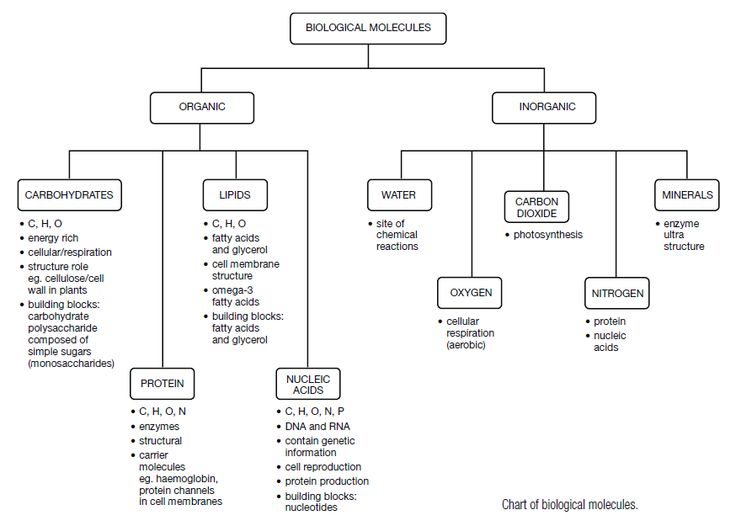 BIOLOGICAL MOLECULES
ORGANIC
INORGANIC
CARBOHYDRATES
• C, H, O
• energy rich
• cellular/respiration
• structure role
eg. cellulose/cell
wall in plants
• building blocks:
carbohydrate
polysaccharide
composed of
simple sugars
(monosaccharides)
LIPIDS
• C, H, O
• fatty acids
and glycerol
• cell membrane
structure
• omega-3
fatty acids
• building blocks:
fatty acids
and glycerol
WATER
• site of
chemical
reactions
CARBON
DIOXIDE
• photosynthesis
MINERALS
• enzyme
ultra
structure
OXYGEN
• cellular
respiration
(aerobic)
NITROGEN
• protein
• nucleic
acids
PROTEIN
• C, H, O, N
• enzymes
• structural
• carrier
molecules
eg. haemoglobin,
protein channels
in cell membranes
NUCLEIC
ACIDS
• C, H, O, N, P
• DNA and RNA
• contain genetic
information
• cell reproduction
• protein production
• building blocks:
nucleotides
Chart of biological molecules.